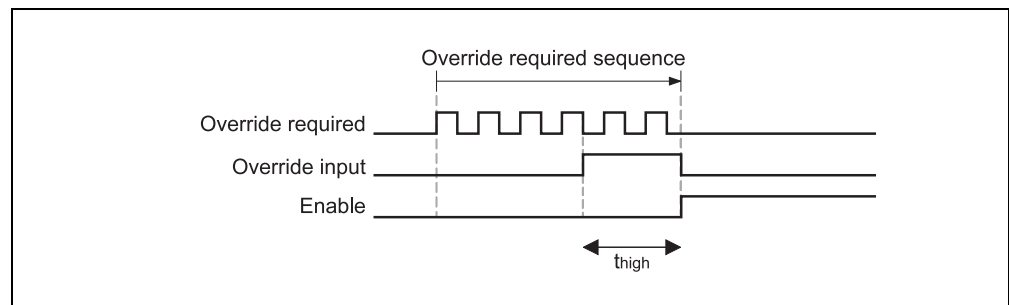 Override required sequence
Override required
Override input
Enable
thigh